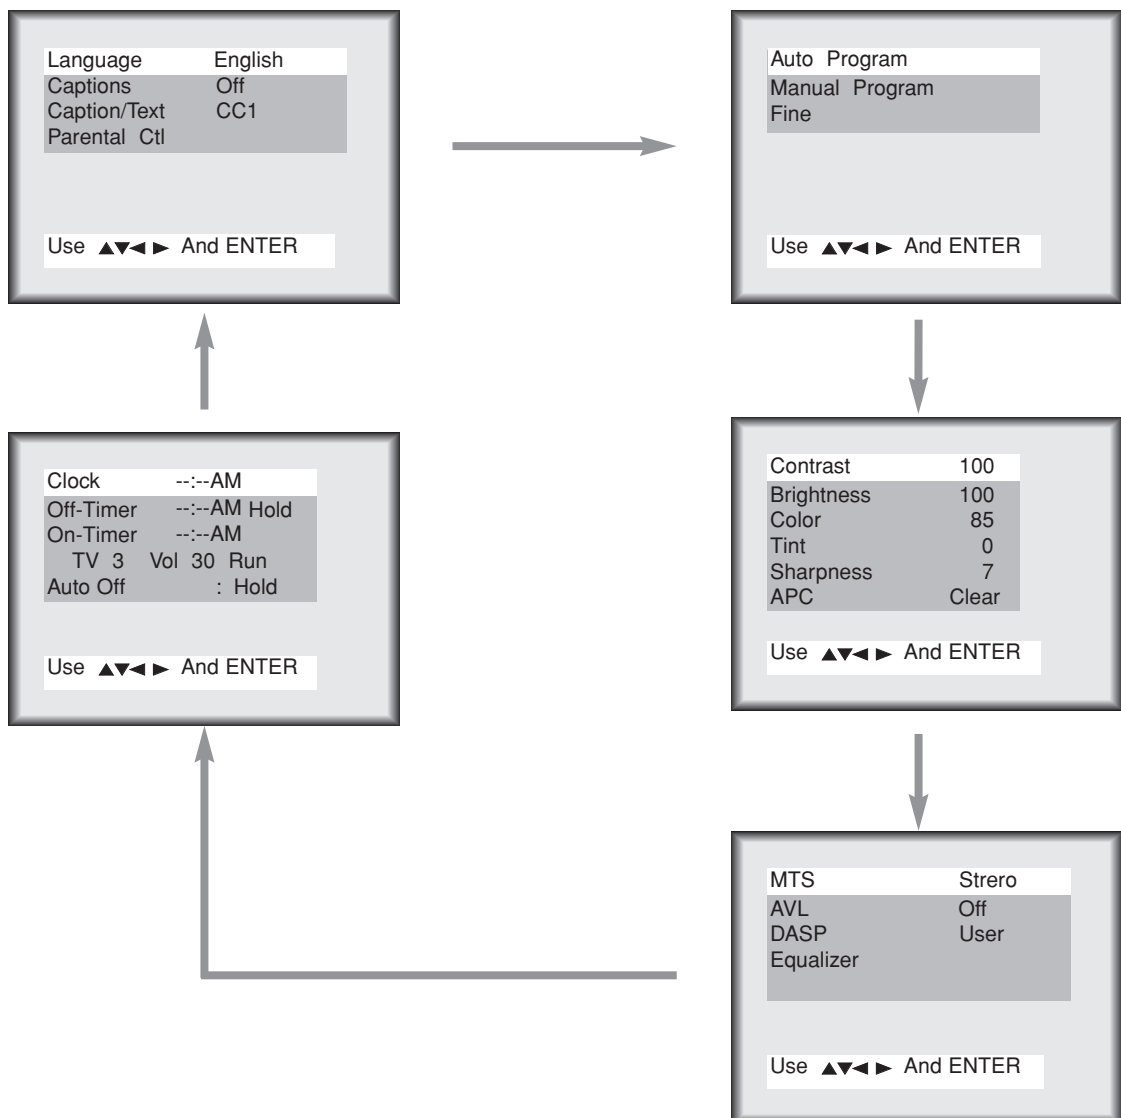 Language English
Captions Off
Caption/Text CC1
Parental Ctl
Use ▲▼◄ ► And ENTER
Auto Program
Manual Program
Fine
Use ▲▼◄ ► And ENTER
Contrast 100
Brightness 100
Color 85
Tint 0
Sharpness 7
APC Clear
Use ▲▼◄ ► And ENTER
MTS Strero
AVL Off
DASP User
Equalizer
Use ▲▼◄ ► And ENTER
Clock --:--AM
Off-Timer --:--AM Hold
On-Timer --:--AM
TV 3 Vol 30 Run
Auto Off : Hold
Use ▲▼◄ ► And ENTER